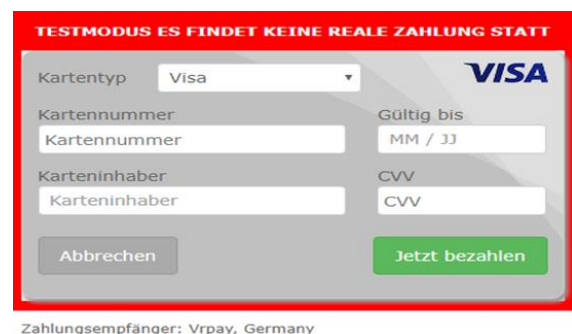 TESTMODUS ES FINDET KEINE REALE ZAHLUNG STATT
Kartentyp Visa VISA
Kartennummer Gültig bis
Kartennummer MM / JJ
Karteninhaber CVV
Karteninhaber CVV
Abbrechen Jetzt bezahlen
Zahlungsempfänger: Vrpay, Germany